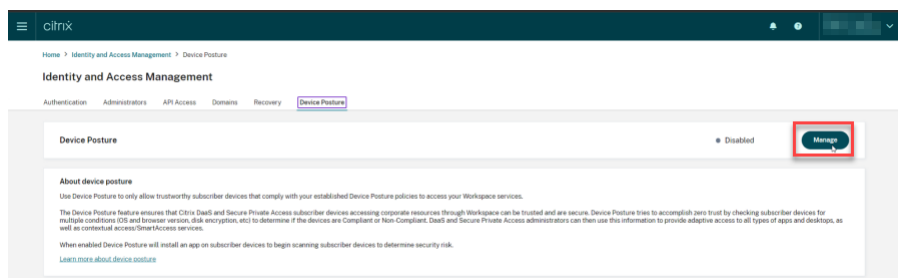 citrix
Home > Identity and Access Management > Device Posture
Identity and Access Management
Authentication Administrators API Access Domains Recovery Device Posture
Device Posture Disabled Manage
About device posture
Use Device Posture to only allow trustworthy subscriber devices that comply with your established Device Posture policies to access your Workspace services.
The Device Posture feature ensures that Citrix DaaS and Secure Private Access subscriber devices accessing corporate resources through Workspace can be trusted and are secure. Device Posture tries to accomplish zero trust by checking subscriber devices for
multiple conditions (OS and browser version, disk encryption, etc) to determine if the devices are Compliant or Non-Compliant. DaaS and Secure Private Access administrators can then use this information to provide adaptive access to all types of apps and desktops, as
well as contextual access/SmartAccess services.
When enabled Device Posture will install an app on subscriber devices to begin scanning subscriber devices to determine security risk.
Learn more about device posture